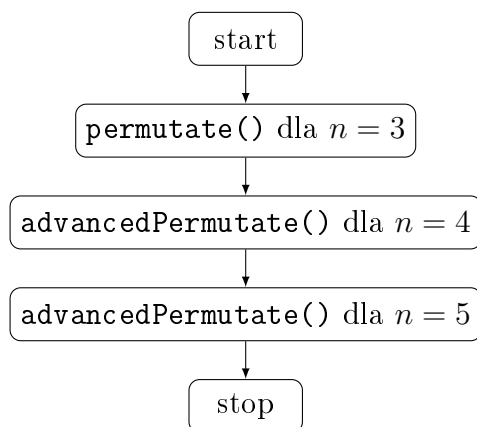 start
permutate() dla n = 3
advancedPermutate() dla n = 4
advancedPermutate() dla n = 5
stop